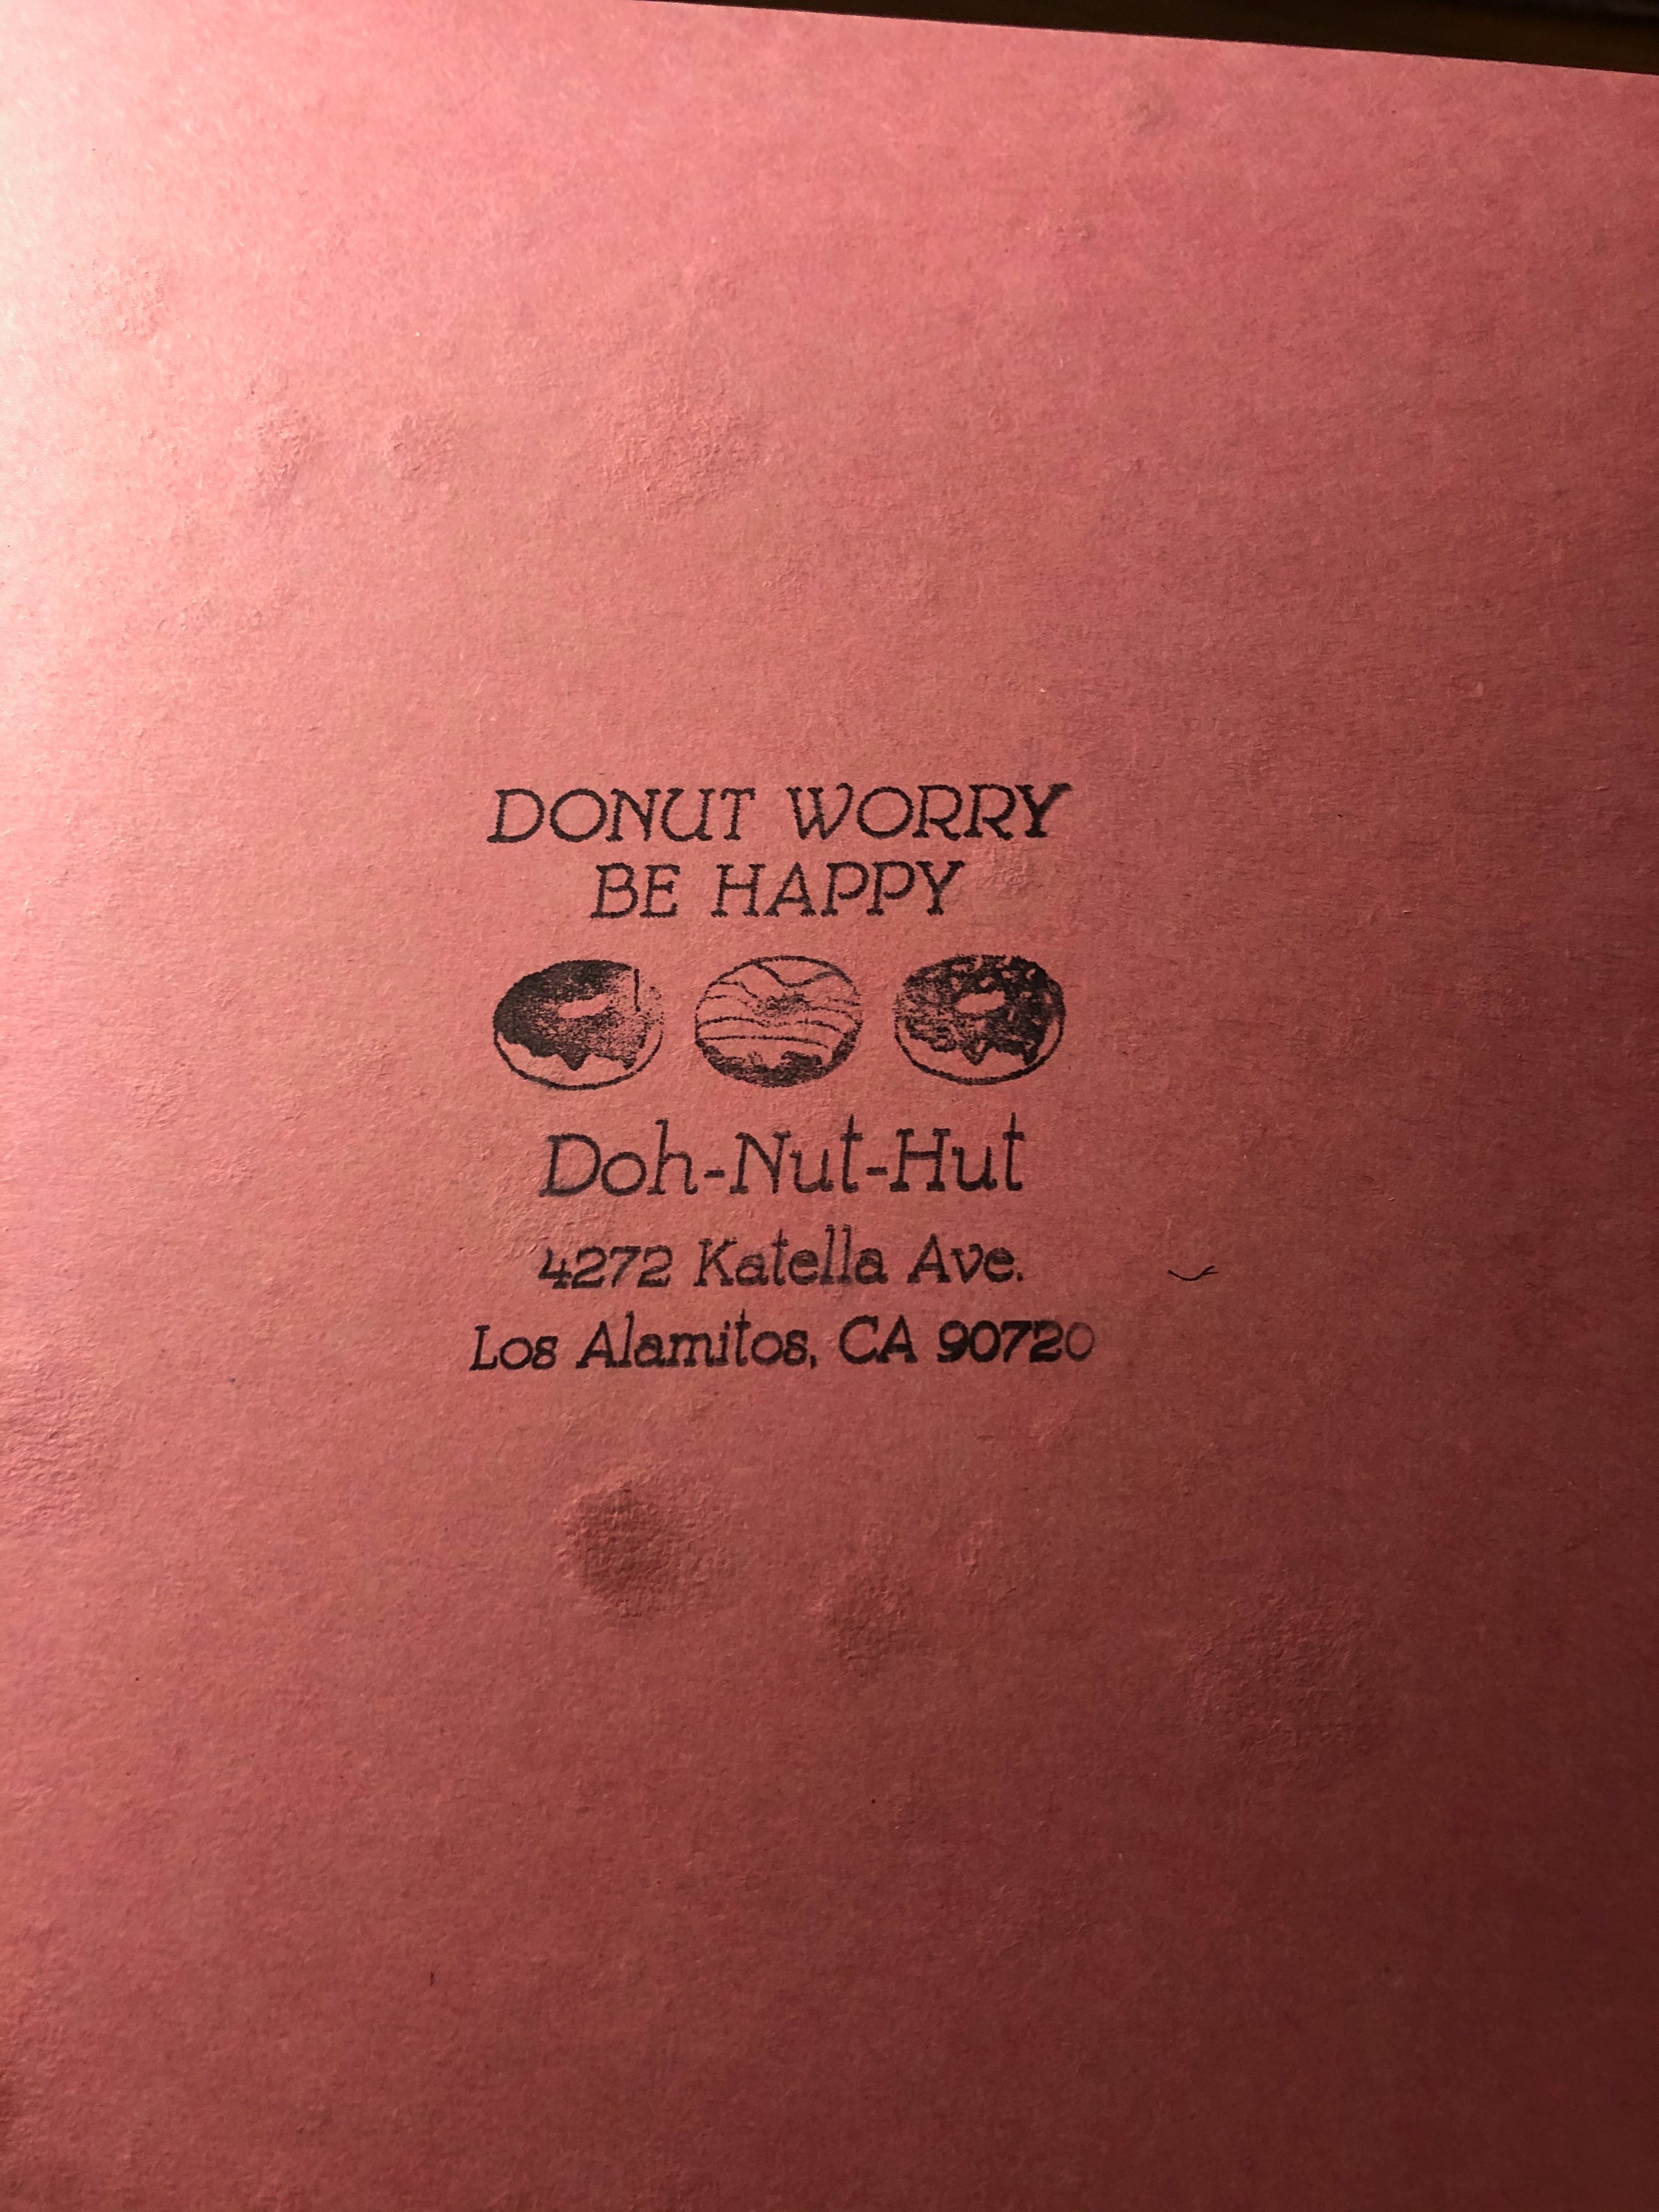 DONUT WORRY
BE HAPPY
Doh-Nut-Hut
4272 Katella Ave.
Los Alamitos, CA 90720